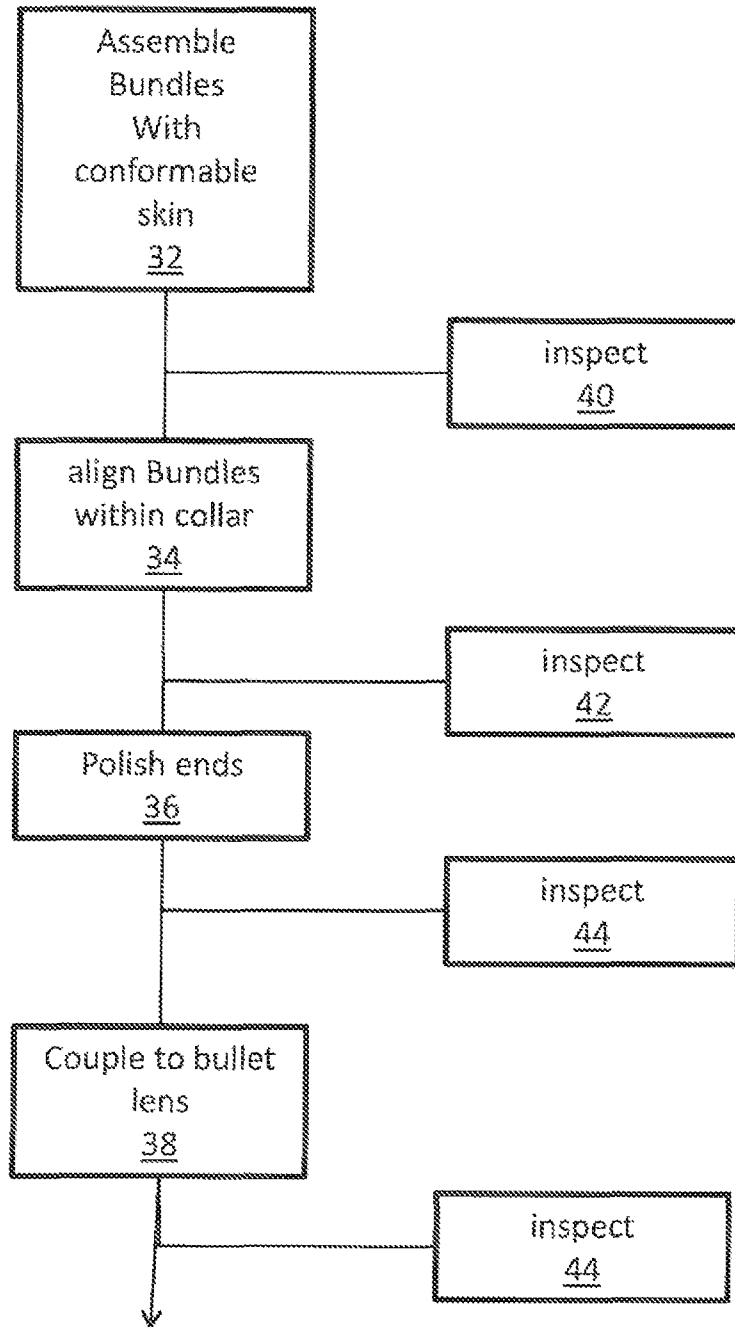 Assemble
Bundles
With
conformable
skin
32
inspect
40
align Bundles
within collar
34
inspect
42
Polish ends
36
inspect
44
Couple to bullet
lens
38
inspect
44